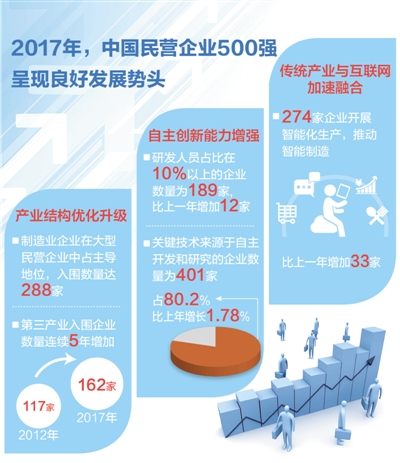 2017年，中国民营企业500强
呈现良好发展势头
产业结构优化升级
■制造业企业在大型
民营企业中占主导
地位，入围数量达
288家
■第三产业入围企业
数量连续5年增加
117家
2012年
162家
2017年
自主创新能力增强
■研发人员占比在
10%以上的企业
数量为189家，
比上一年增加12家
■关键技术来源于自主
开发和研究的企业数
量为401家
占80.2%
比上年增长1.78%
传统产业与互联网
加速融合
■274家企业开展
智能化生产，推动
智能制造
比上一年增加33家